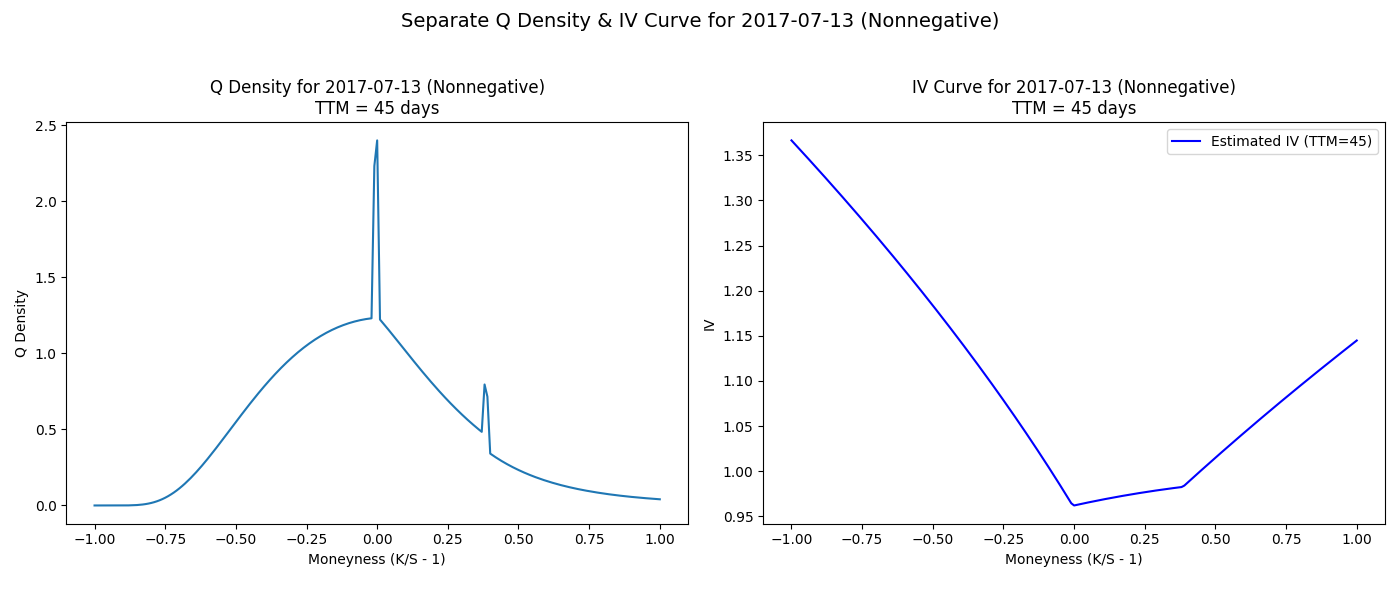 Separate Q Density & IV Curve for 2017-07-13 (Nonnegative)
Q Density for 2017-07-13 (Nonnegative)
TTM = 45 days
2.5
2.0
1.5
1.0
0.5
0.0
Q Density
−1.00 −0.75 −0.50 −0.25 0.00 0.25 0.50 0.75 1.00
Moneyness (K/S - 1)
IV Curve for 2017-07-13 (Nonnegative)
TTM = 45 days
Estimated IV (TTM=45)
1.35
1.30
1.25
1.20
1.15
1.10
1.05
1.00
0.95
IV
−1.00 −0.75 −0.50 −0.25 0.00 0.25 0.50 0.75 1.00
Moneyness (K/S - 1)